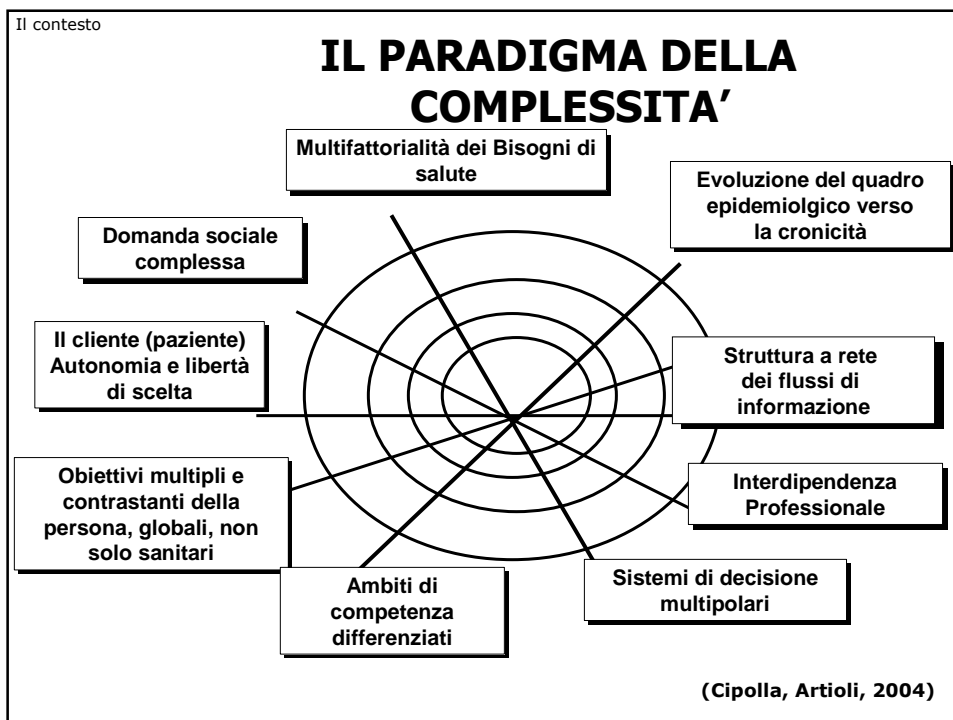 Il contesto
IL PARADIGMA DELLA
COMPLESSITA'
Multifattorialità dei Bisogni di
salute
Evoluzione del quadro
epidemiolgico verso
la cronicità
Domanda sociale
complessa
Il cliente (paziente)
Autonomia e libertà
di scelta
Struttura a rete
dei flussi di
informazione
Obiettivi multipli e
contrastanti della
persona, globali, non
solo sanitari
Interdipendenza
Professionale
Ambiti di
competenza
differenziati
Sistemi di decisione
multipolari
(Cipolla, Artioli, 2004)